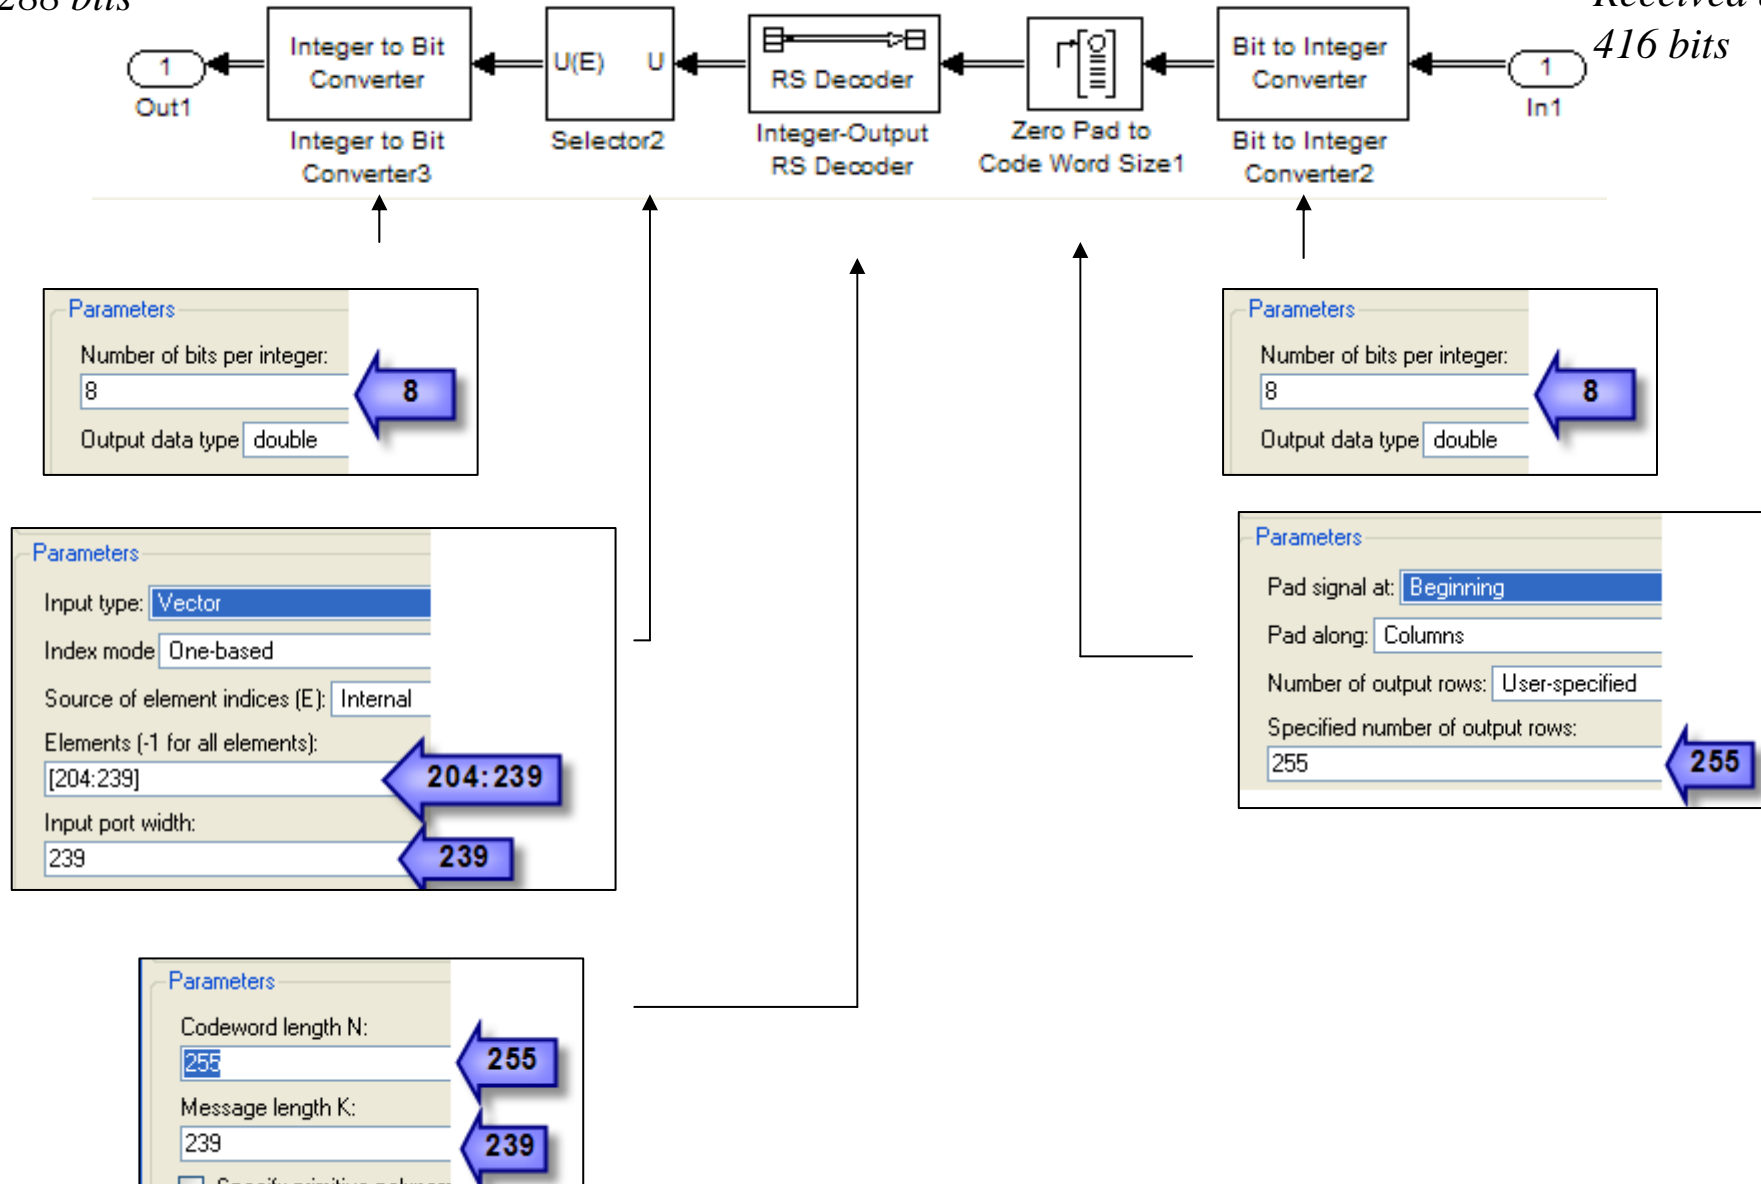 288 bits
Received
416 bits
1
Out1
Integer to Bit
Converter
Integer to Bit
Converter3
U(E) U
Selector2
RS Decoder
Integer-Output
RS Decoder
Zero Pad to
Code Word Size1
Bit to Integer
Converter
Bit to Integer
Converter2
1
In1
Parameters
Number of bits per integer:
8
8
Output data type double
Parameters
Number of bits per integer:
8
8
Output data type double
Parameters
Input type: Vector
Index mode One-based
Source of element indices (E): Internal
Elements (-1 for all elements):
[204:239]
204:239
Input port width:
239
239
Parameters
Pad signal at: Beginning
Pad along: Columns
Number of output rows: User-specified
Specified number of output rows:
255
255
Parameters
Codeword length N:
255
255
Message length K:
239
239